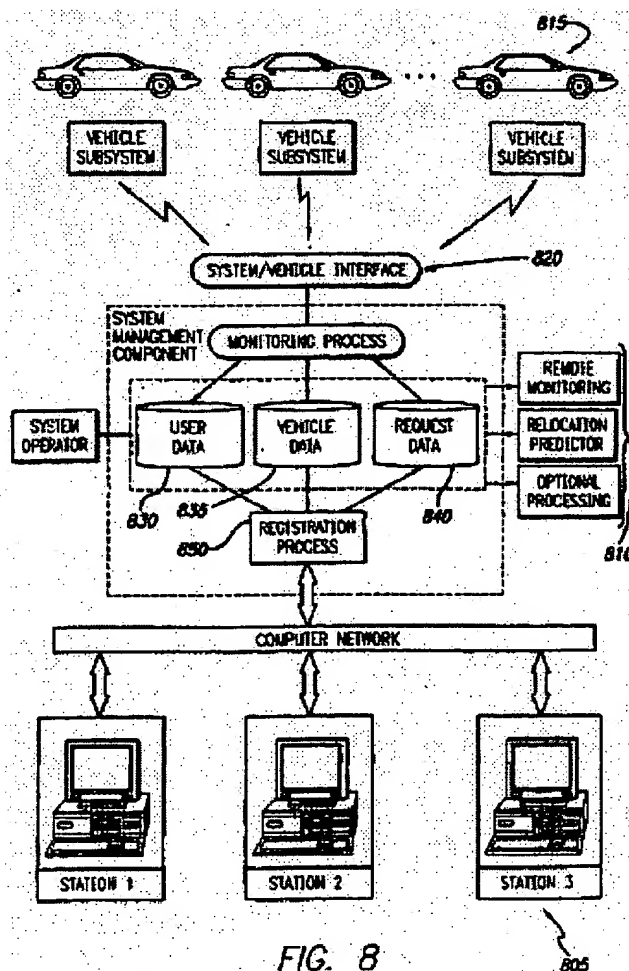 815
VEHICLE
SUBSYSTEM
VEHICLE
SUBSYSTEM
VEHICLE
SUBSYSTEM
SYSTEM/VEHICLE INTERFACE
820
SYSTEM
MANAGEMENT
COMPONENT
MONITORING PROCESS
REMOTE
MONITORING
SYSTEM
OPERATOR
USER
DATA
VEHICLE
DATA
REQUEST
DATA
RELOCATION
PREDICTOR
OPTIONAL
PROCESSING
830
835
840
810
850
REGISTRATION
PROCESS
COMPUTER NETWORK
STATION 1
STATION 2
STATION 3
FIG. 8
805